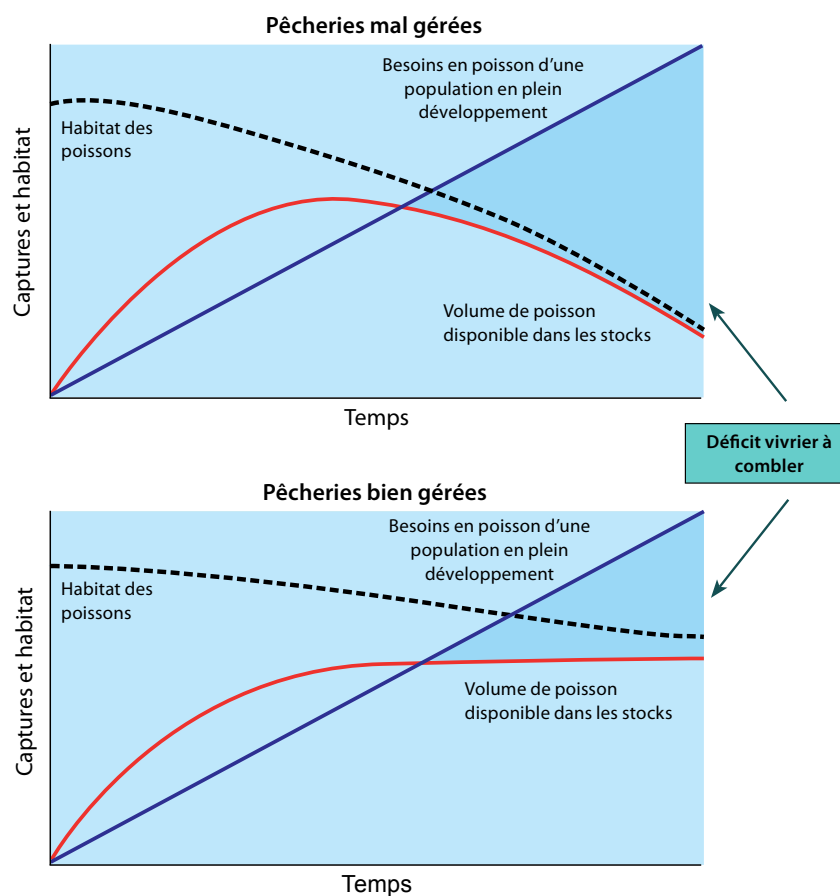 Pêcheries mal gérées
Besoins en poisson d’une
population en plein
développement
Habitat des
poissons
Captures et habitat
Volume de poisson
disponible dans les stocks
Temps
Déficit vivrier à
combler
Pêcheries bien gérées
Besoins en poisson d’une
population en plein
développement
Habitat des
poissons
Captures et habitat
Volume de poisson
disponible dans les stocks
Temps